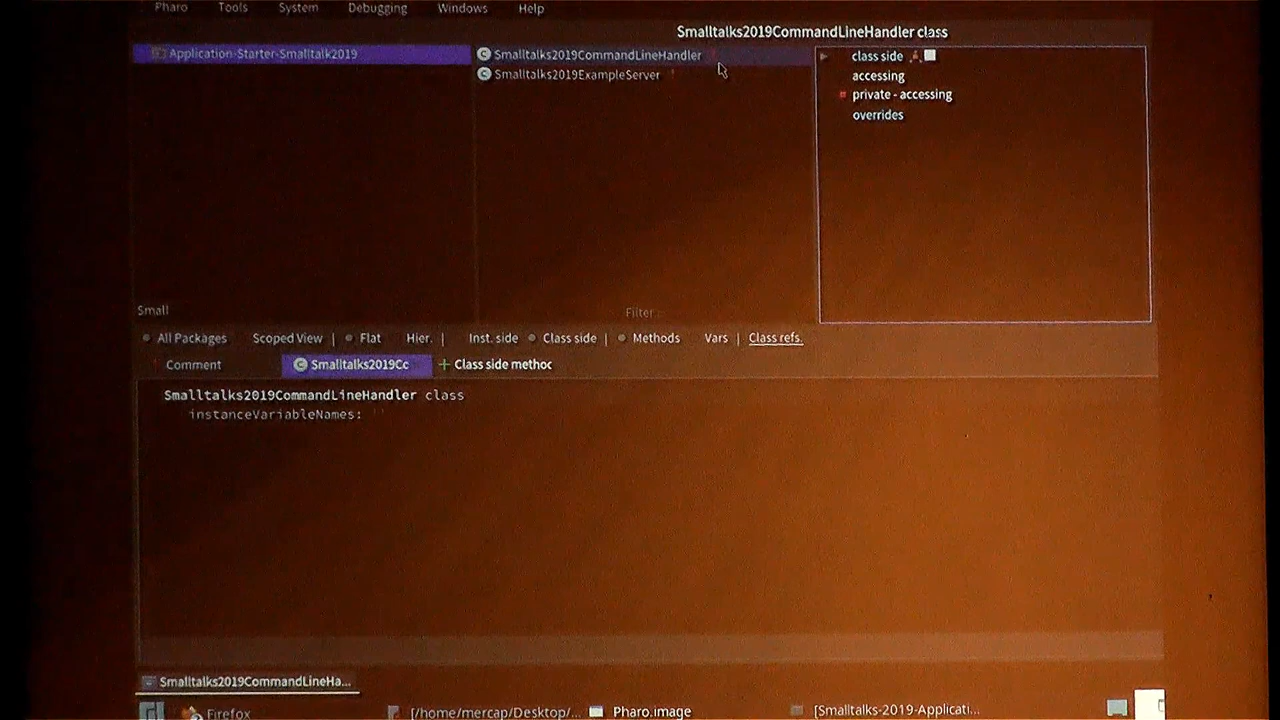 Pharo Tools System Debugging Windows Help
Smalltalks2019CommandLineHandler class
Application-Starter-Smalltalk2019
Smalltalks2019CommandLineHandler
Smalltalks2019ExampleServer
class side
accessing
private - accessing
overrides
Small
Filter...
All Packages Scoped View | Flat Hier. | Inst. side Class side | Methods Vars | Class refs.
Comment Smalltalks2019Cc + Class side methoc
Smalltalks2019CommandLineHandler class
instanceVariableNames: ''
Smalltalks2019CommandLineHa...
Firefox [/home/mercap/Desktop/... Pharo.image [Smalltalks-2019-Applicati...